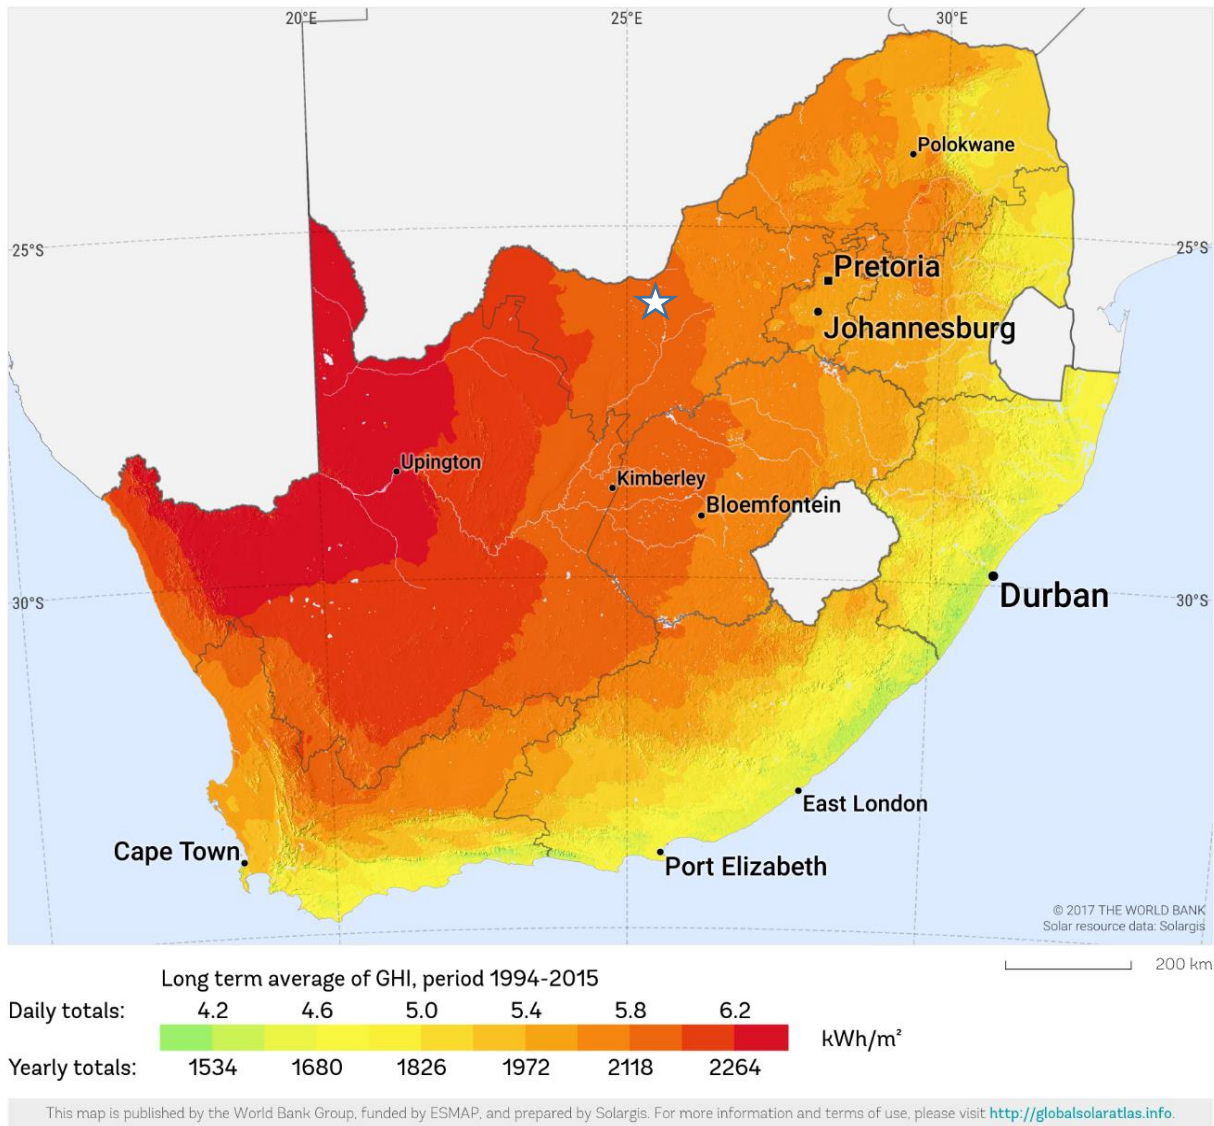 20°E 25°E 30°E
Polokwane
25°S 25°S
Pretoria
Johannesburg
Upington
Kimberley
Bloemfontein
Durban
30°S 30°S
East London
Cape Town
Port Elizabeth
© 2017 THE WORLD BANK
Solar resource data: Solargis
200 km
Long term average of GHI, period 1994-2015
Daily totals: 4.2 4.6 5.0 5.4 5.8 6.2
kWh/m²
Yearly totals: 1534 1680 1826 1972 2118 2264
This map is published by the World Bank Group, funded by ESMAP, and prepared by Solargis. For more information and terms of use, please visit http://globalsolaratlas.info.